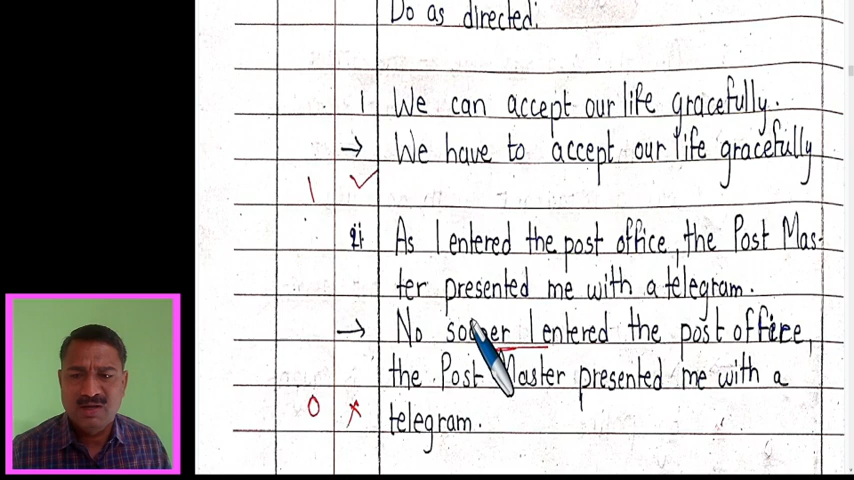 Do as directed:
1 We can accept our life gracefully.
→ We have to accept our life gracefully
1 ✓
2). As I entered the post office, the Post Mas-
ter presented me with a telegram.
→ No sooner I entered the post office,
the Post Master presented me with a
0 ×
telegram.